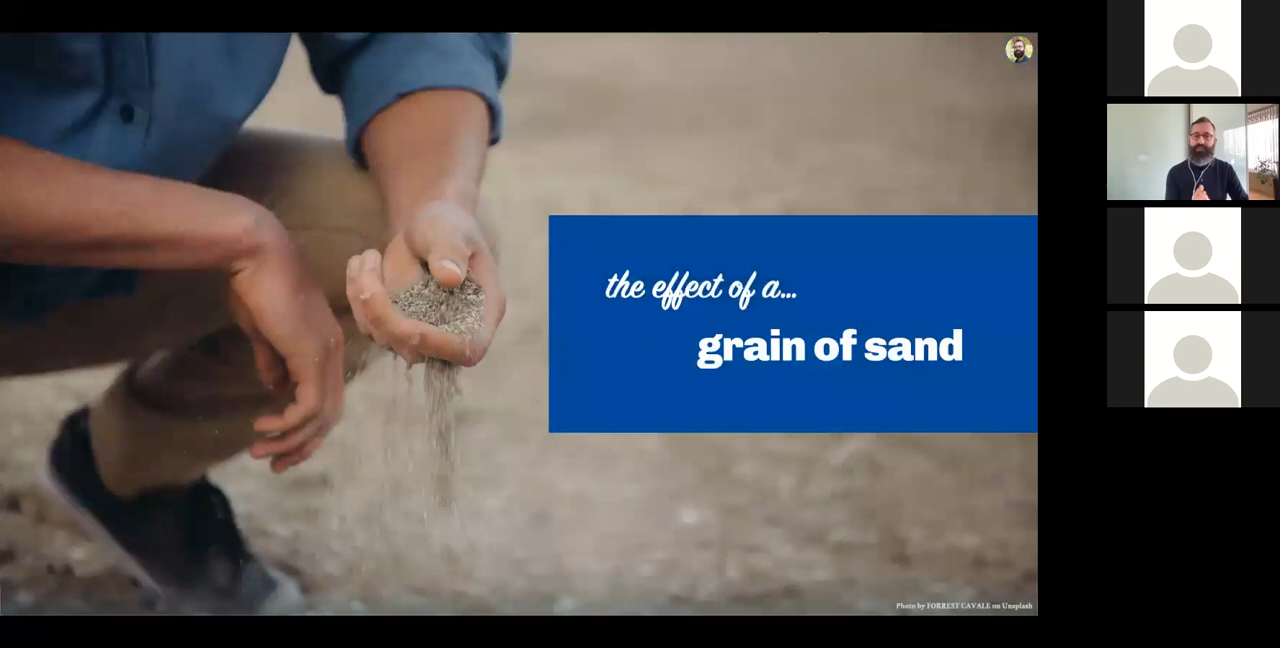 the effect of a...
grain of sand
Photo by FORREST CAVALE on Unsplash